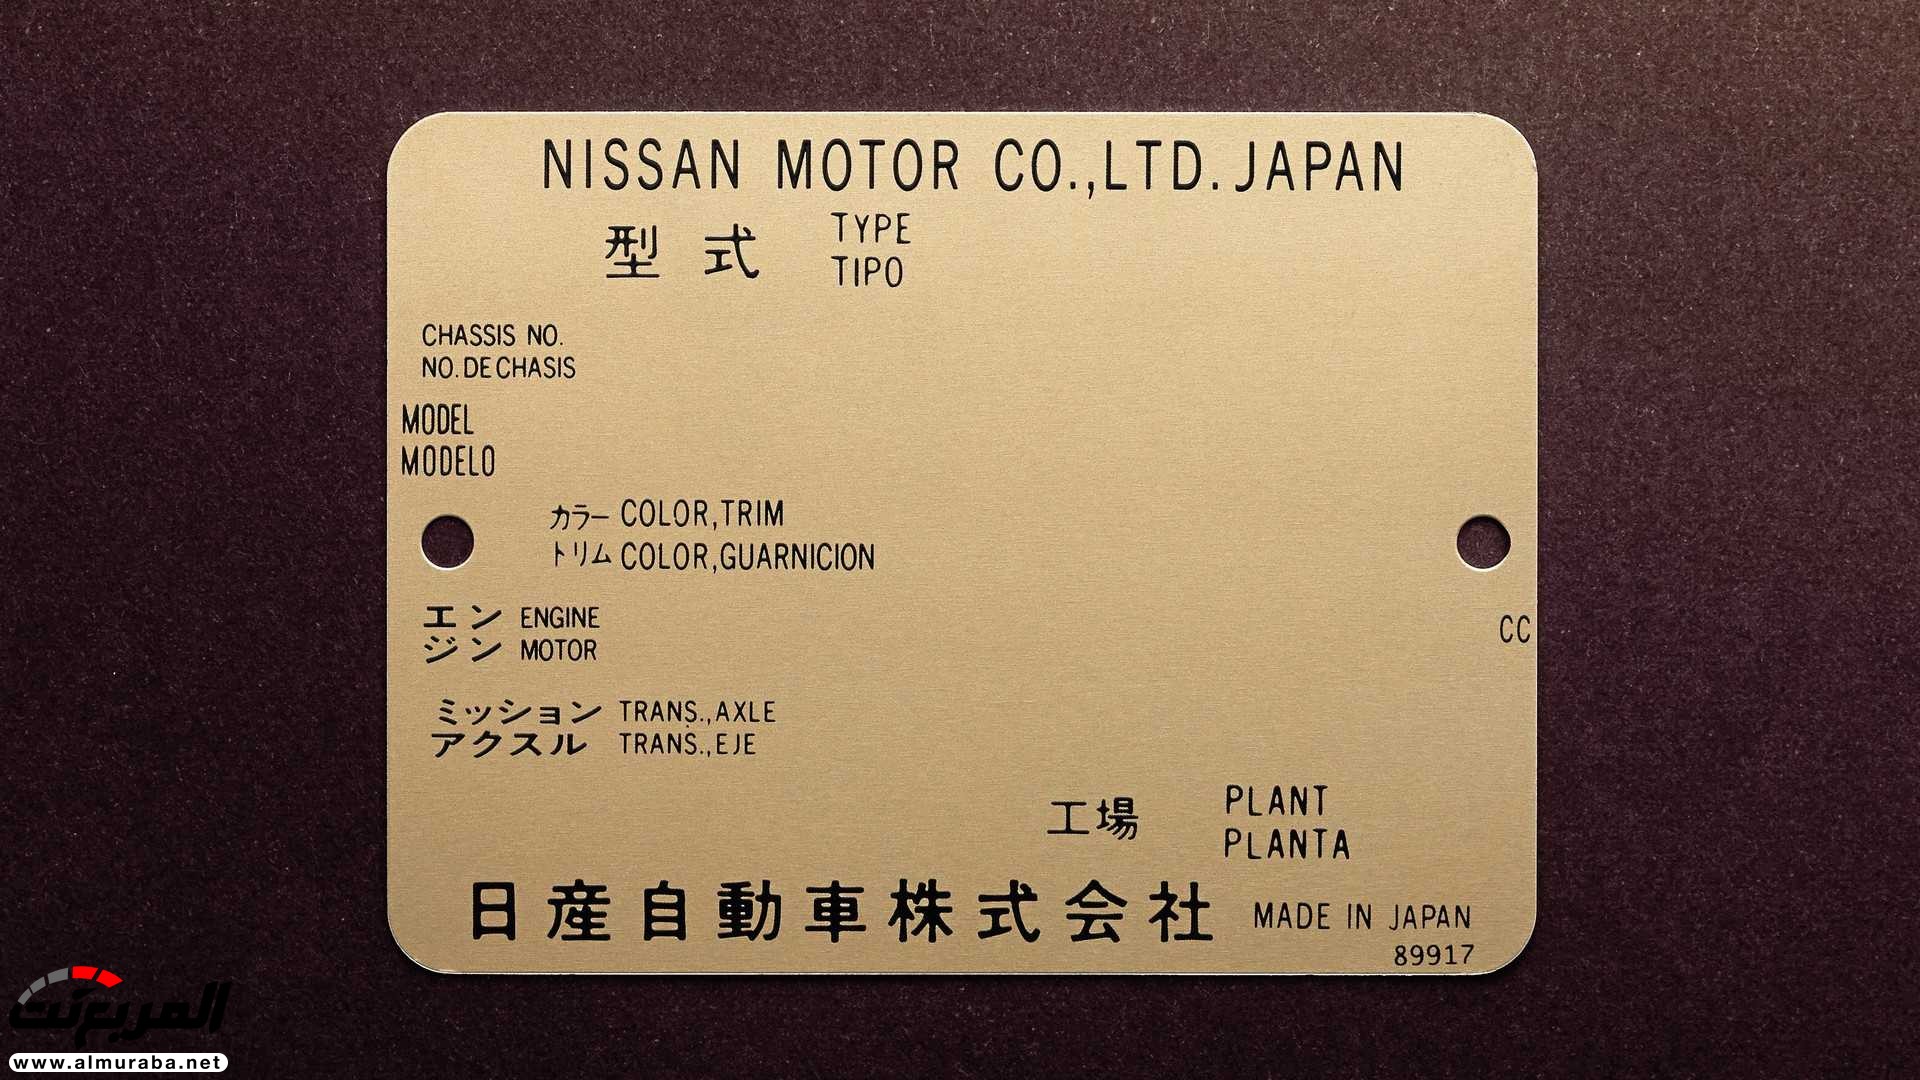 NISSAN MOTOR CO.,LTD. JAPAN
型式 TYPE
TIPO
CHASSIS NO.
NO. DE CHASIS
MODEL
MODELO
カラー COLOR,TRIM
トリム COLOR,GUARNICION
エン ENGINE
ジン MOTOR
CC
ミッション TRANS.,AXLE
アクスル TRANS.,EJE
工場 PLANT
PLANTA
日産自動車株式会社 MADE IN JAPAN
89917
المربع نت
www.almuraba.net